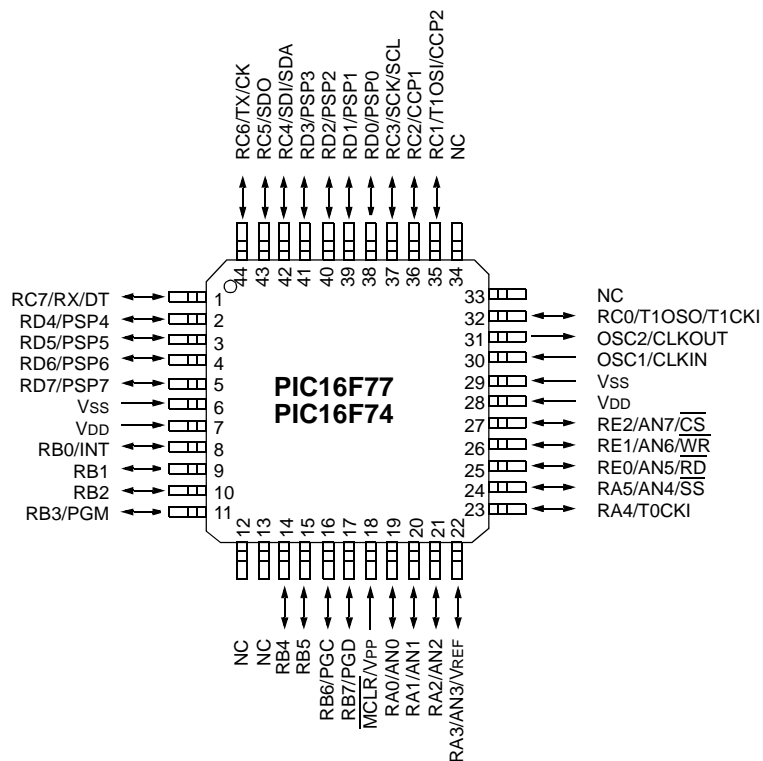 RC6/TX/CK
RC5/SDO
RC4/SDI/SDA
RD3/PSP3
RD2/PSP2
RD1/PSP1
RD0/PSP0
RC3/SCK/SCL
RC2/CCP1
RC1/T1OSI/CCP2
NC
44
43
42
41
40
39
38
37
36
35
34
RC7/RX/DT 1
RD4/PSP4 2
RD5/PSP5 3
RD6/PSP6 4
RD7/PSP7 5
VSS 6
VDD 7
RB0/INT 8
RB1 9
RB2 10
RB3/PGM 11
PIC16F77
PIC16F74
33 NC
32 RC0/T1OSO/T1CKI
31 OSC2/CLKOUT
30 OSC1/CLKIN
29 VSS
28 VDD
27 RE2/AN7/CS
26 RE1/AN6/WR
25 RE0/AN5/RD
24 RA5/AN4/SS
23 RA4/T0CKI
12
13
14
15
16
17
18
19
20
21
22
NC
NC
RB4
RB5
RB6/PGC
RB7/PGD
MCLR/VPP
RA0/AN0
RA1/AN1
RA2/AN2
RA3/AN3/VREF